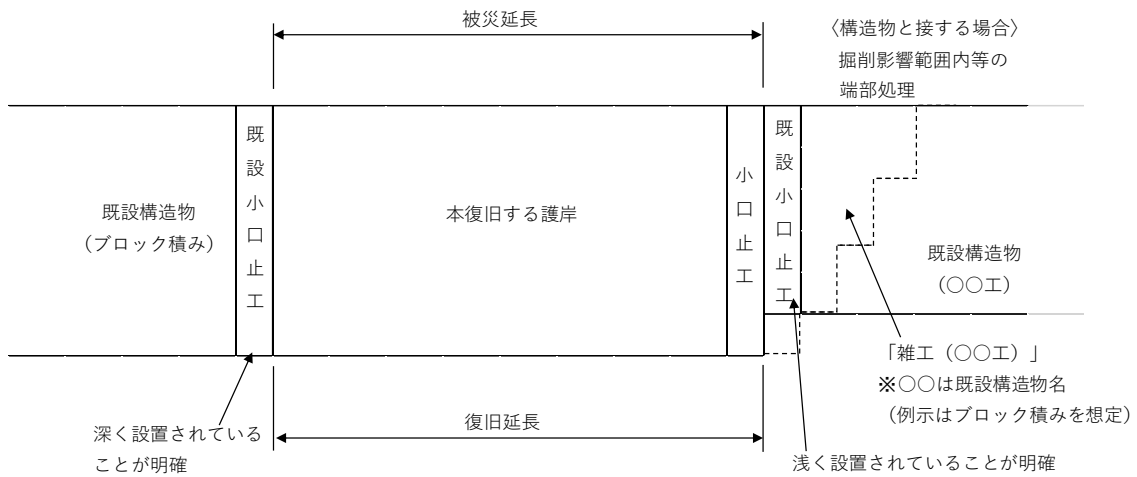 被災延長
〈構造物と接する場合〉
掘削影響範囲内等の
端部処理
既設小口止工
既設構造物
（ブロック積み）
本復旧する護岸
小口止工
既設小口止工
既設構造物
（○○工）
「雑工（○○工）」
※○○は既設構造物名
（例示はブロック積みを想定）
深く設置されている
ことが明確
復旧延長
浅く設置されていることが明確